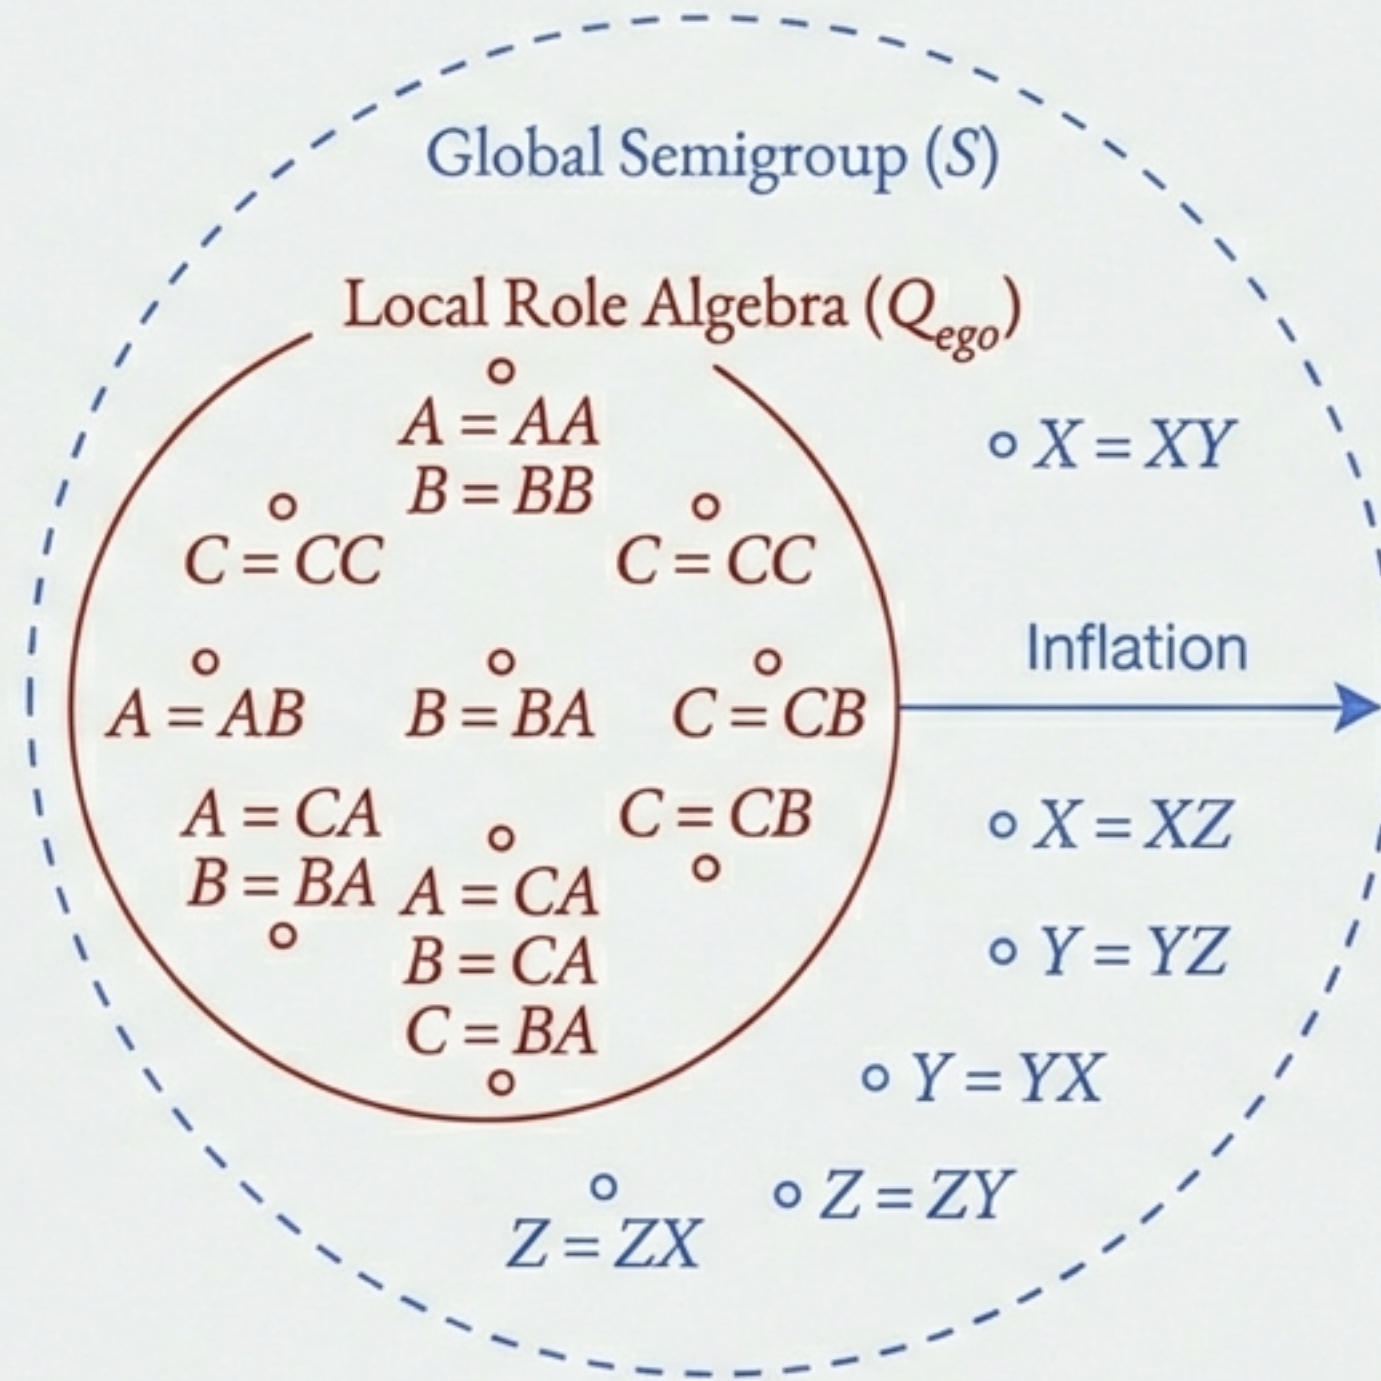 Global Semigroup (S)
Local Role Algebra (Q_ego)
A = AA
B = BB
X = XY
C = CC
C = CC
Inflation
A = AB
B = BA
C = CB
A = CA
B = BA
C = CB
X = XZ
A = CA
B = CA
C = BA
Y = YZ
Y = YX
Z = ZX
Z = ZY